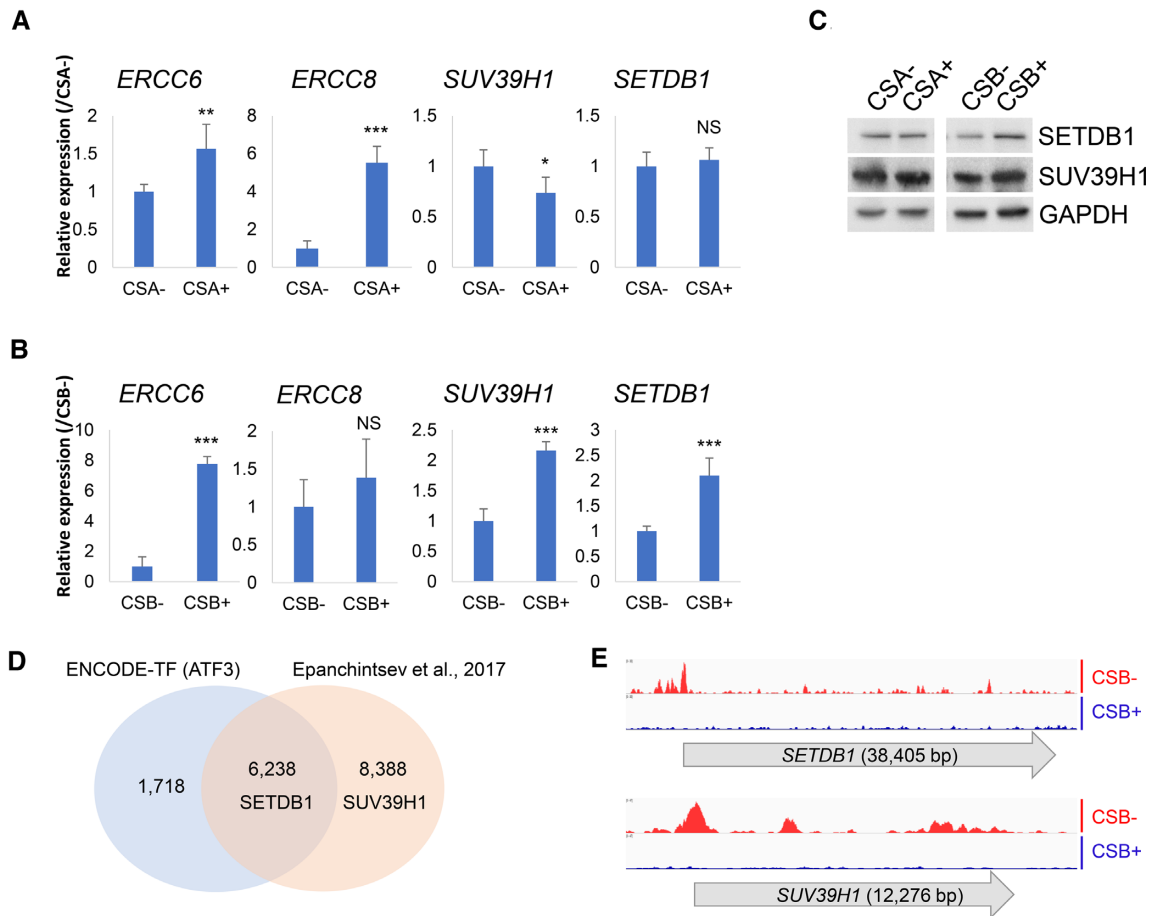 A
Relative expression (/CSA-)
ERCC6
ERCC8
SUV39H1
SETDB1
2
1.5
1
0.5
0
**
CSA-
CSA+
8
6
4
2
0
***
CSA-
CSA+
1.5
1
0.5
0
*
CSA-
CSA+
1.5
1
0.5
0
NS
CSA-
CSA+
B
Relative expression (/CSB-)
ERCC6
ERCC8
SUV39H1
SETDB1
10
8
6
4
2
0
***
CSB-
CSB+
2
1.5
1
0.5
0
NS
CSB-
CSB+
2.5
2
1.5
1
0.5
0
***
CSB-
CSB+
3
2.5
2
1.5
1
0.5
0
***
CSB-
CSB+
C
CSA-
CSA+
CSB-
CSB+
SETDB1
SUV39H1
GAPDH
D
ENCODE-TF (ATF3)
Epanchintsev et al., 2017
1,718
6,238
SETDB1
8,388
SUV39H1
E
CSB-
CSB+
SETDB1 (38,405 bp)
CSB-
CSB+
SUV39H1 (12,276 bp)